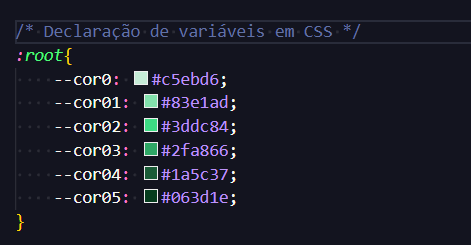 /* Declaração de variáveis em CSS */
:root{
    --cor0: #c5ebd6;
    --cor01: #83e1ad;
    --cor02: #3ddc84;
    --cor03: #2fa866;
    --cor04: #1a5c37;
    --cor05: #063d1e;
}